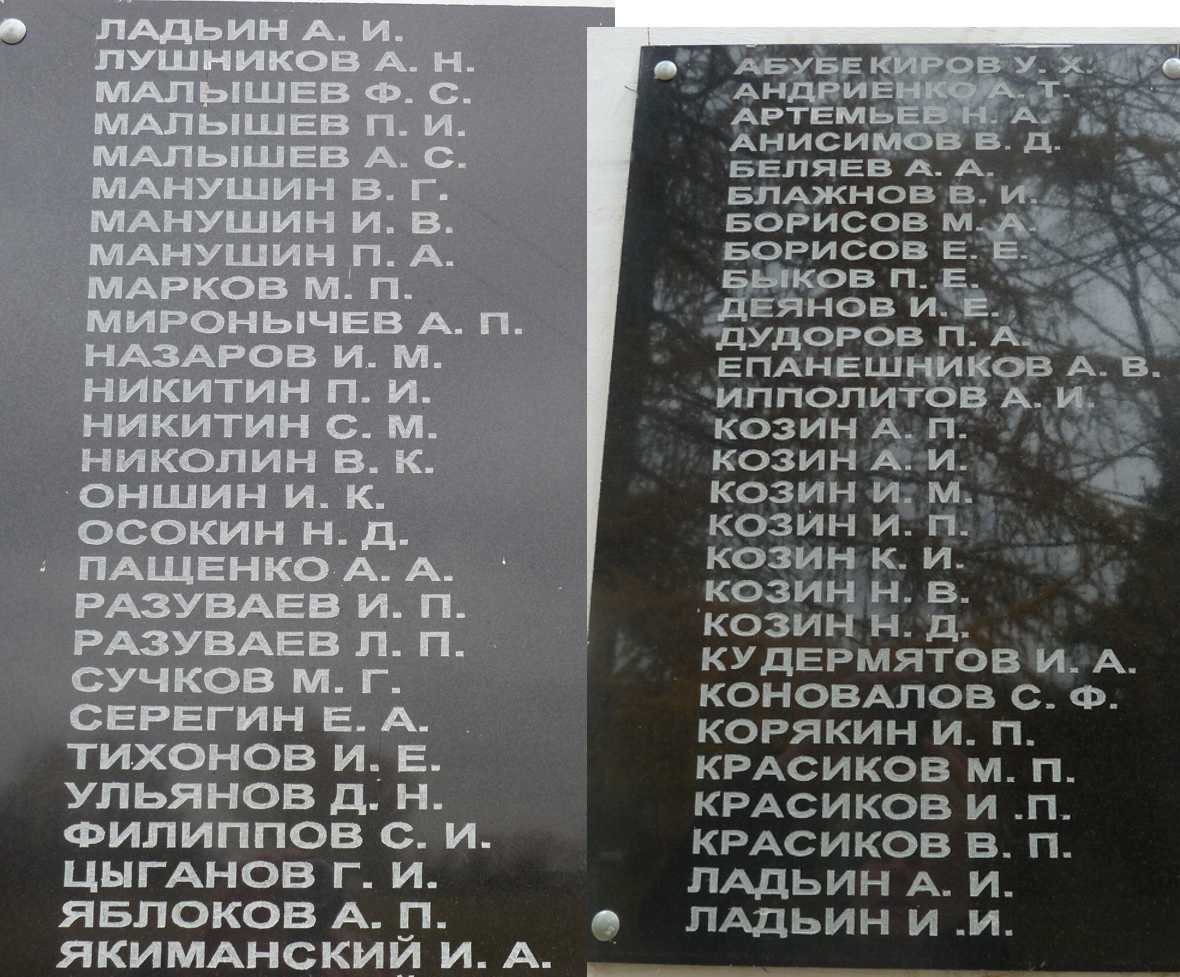 ЛАДЬИН А. И.
ЛУШНИКОВ А. Н.
МАЛЫШЕВ Ф. С.
МАЛЫШЕВ П. И.
МАЛЫШЕВ А. С.
МАНУШИН В. Г.
МАНУШИН И. В.
МАНУШИН П. А.
МАРКОВ М. П.
МИРОНЫЧЕВ А. П.
НАЗАРОВ И. М.
НИКИТИН П. И.
НИКИТИН С. М.
НИКОЛИН В. К.
ОНШИН И. К.
ОСОКИН Н. Д.
ПАЩЕНКО А. А.
РАЗУВАЕВ И. П.
РАЗУВАЕВ Л. П.
СУЧКОВ М. Г.
СЕРЕГИН Е. А.
ТИХОНОВ И. Е.
УЛЬЯНОВ Д. Н.
ФИЛИППОВ С. И.
ЦЫГАНОВ Г. И.
ЯБЛОКОВ А. П.
ЯКИМАНСКИЙ И. А.
АБУБЕКИРОВ У. Х.
АНДРИЕНКО А. Т.
АРТЕМЬЕВ Н. А.
АНИСИМОВ В. Д.
БЕЛЯЕВ А. А.
БЛАЖНОВ В. И.
БОРИСОВ М. А.
БОРИСОВ Е. Е.
БЫКОВ П. Е.
ДЕЯНОВ И. Е.
ДУДОРОВ П. А.
ЕПАНЕШНИКОВ А. В.
ИППОЛИТОВ А. И.
КОЗИН А. П.
КОЗИН А. И.
КОЗИН И. М.
КОЗИН И. П.
КОЗИН К. И.
КОЗИН Н. В.
КОЗИН Н. Д.
КУДЕРМЯТОВ И. А.
КОНОВАЛОВ С. Ф.
КОРЯКИН И. П.
КРАСИКОВ М. П.
КРАСИКОВ И .П.
КРАСИКОВ В. П.
ЛАДЬИН А. И.
ЛАДЬИН И .И.